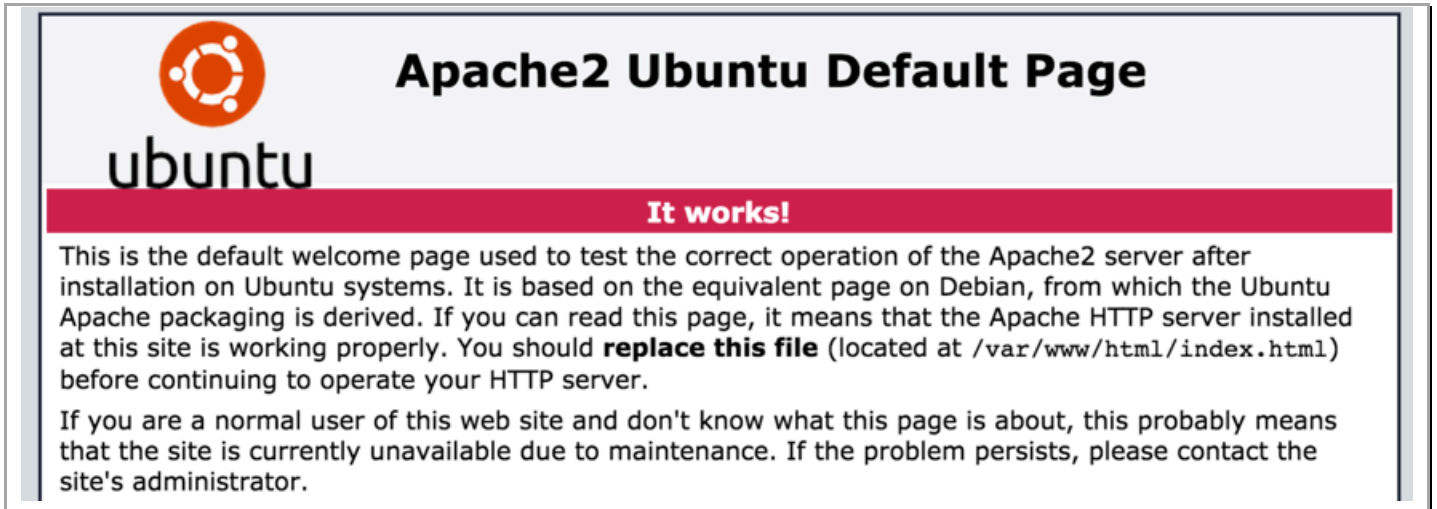 ubuntu
Apache2 Ubuntu Default Page
It works!
This is the default welcome page used to test the correct operation of the Apache2 server after
installation on Ubuntu systems. It is based on the equivalent page on Debian, from which the Ubuntu
Apache packaging is derived. If you can read this page, it means that the Apache HTTP server installed
at this site is working properly. You should replace this file (located at /var/www/html/index.html)
before continuing to operate your HTTP server.
If you are a normal user of this web site and don't know what this page is about, this probably means
that the site is currently unavailable due to maintenance. If the problem persists, please contact the
site's administrator.